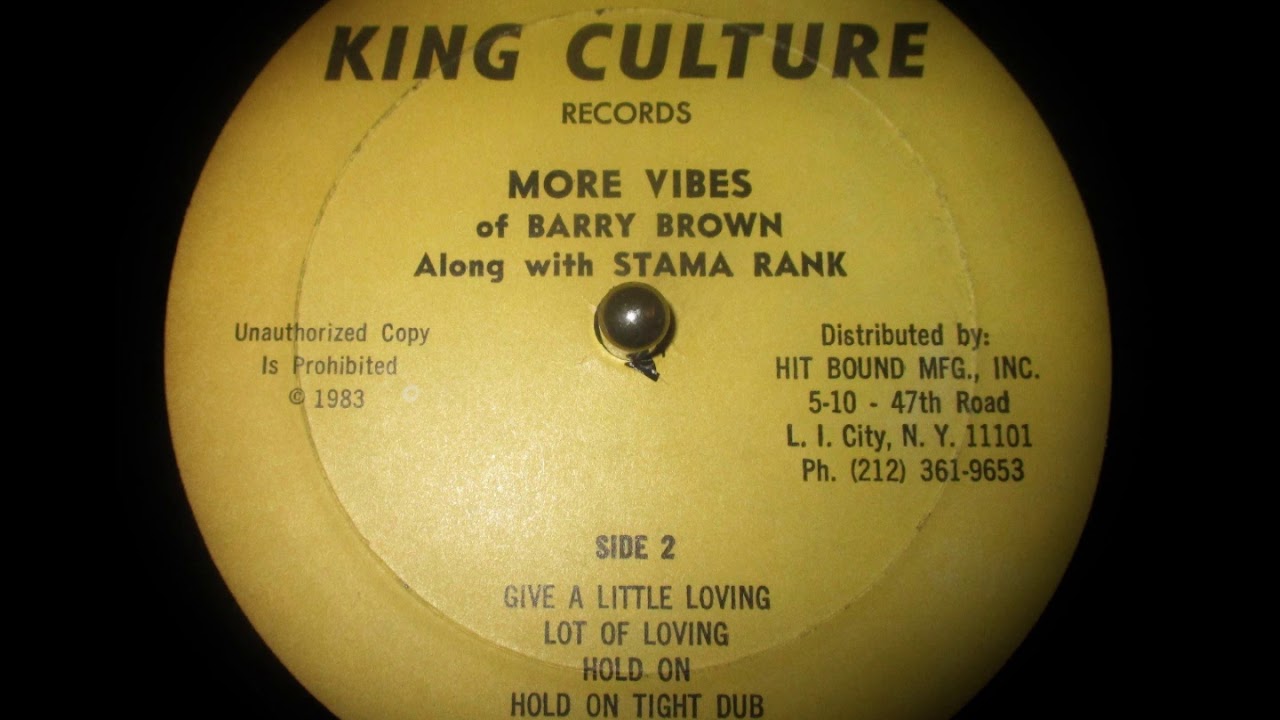 KING CULTURE
RECORDS
MORE VIBES
of BARRY BROWN
Along with STAMA RANK
Unauthorized Copy
Is Prohibited
© 1983
Distributed by:
HIT BOUND MFG., INC.
5-10 - 47th Road
L. I. City, N. Y. 11101
Ph. (212) 361-9653
SIDE 2
GIVE A LITTLE LOVING
LOT OF LOVING
HOLD ON
HOLD ON TIGHT DUB